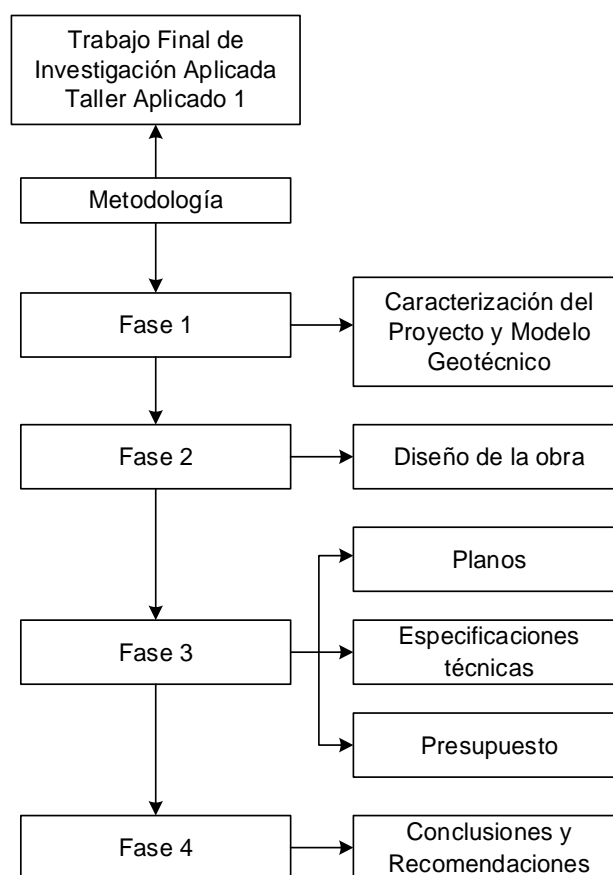 Trabajo Final de
Investigación Aplicada
Taller Aplicado 1
Metodología
Fase 1
Caracterización del
Proyecto y Modelo
Geotécnico
Fase 2
Diseño de la obra
Planos
Fase 3
Especificaciones
técnicas
Presupuesto
Fase 4
Conclusiones y
Recomendaciones